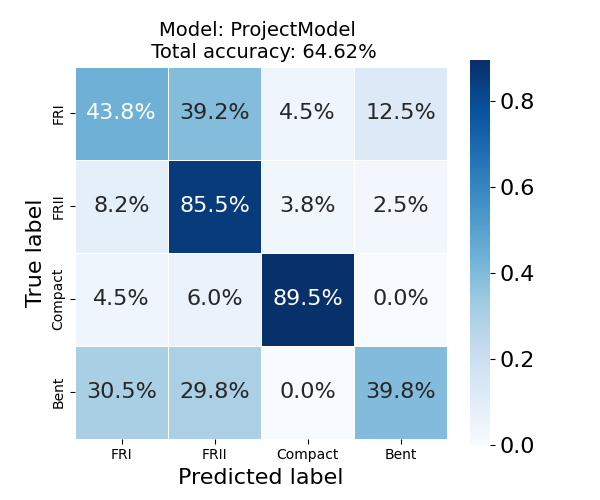 Model: ProjectModel
Total accuracy: 64.62%
FRI
43.8% 39.2% 4.5% 12.5%
FRII
8.2% 85.5% 3.8% 2.5%
Compact
4.5% 6.0% 89.5% 0.0%
Bent
30.5% 29.8% 0.0% 39.8%
True label
FRI FRII Compact Bent
Predicted label
0.8
0.6
0.4
0.2
0.0